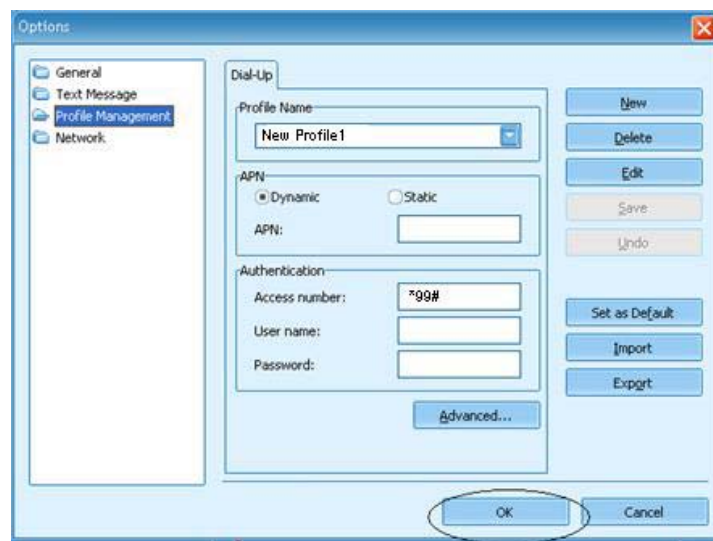 Options
General
Text Message
Profile Management
Network
Dial-Up
Profile Name
New Profile1
APN
Dynamic
Static
APN:
Authentication
Access number:
*99#
User name:
Password:
Advanced...
New
Delete
Edit
Save
Undo
Set as Default
Import
Export
OK
Cancel